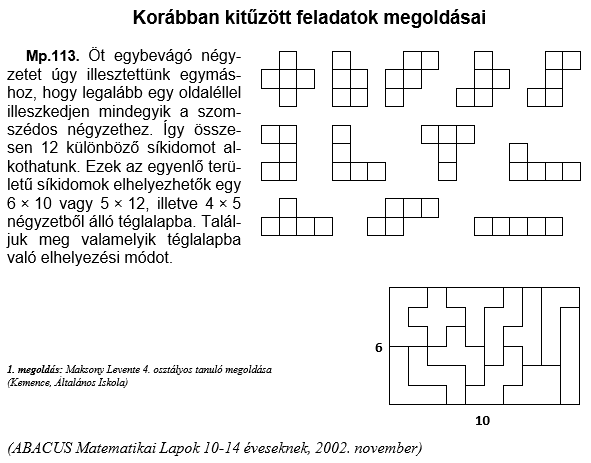 Korábban kitűzött feladatok megoldásai
Mp.113. Öt egybevágó négy-
zetet úgy illesztettünk egymás-
hoz, hogy legalább egy oldaléllel
illeszkedjen mindegyik a szom-
szédos négyzethez. Így össze-
sen 12 különböző síkidomot al-
kothatunk. Ezek az egyenlő terü-
letű síkidomok elhelyezhetők egy
6 × 10 vagy 5 × 12, illetve 4 × 5
négyzetből álló téglalapba. Talál-
juk meg valamelyik téglalapba
való elhelyezési módot.
6
1. megoldás: Maksony Levente 4. osztályos tanuló megoldása
(Kemence, Általános Iskola)
10
(ABACUS Matematikai Lapok 10-14 éveseknek, 2002. november)